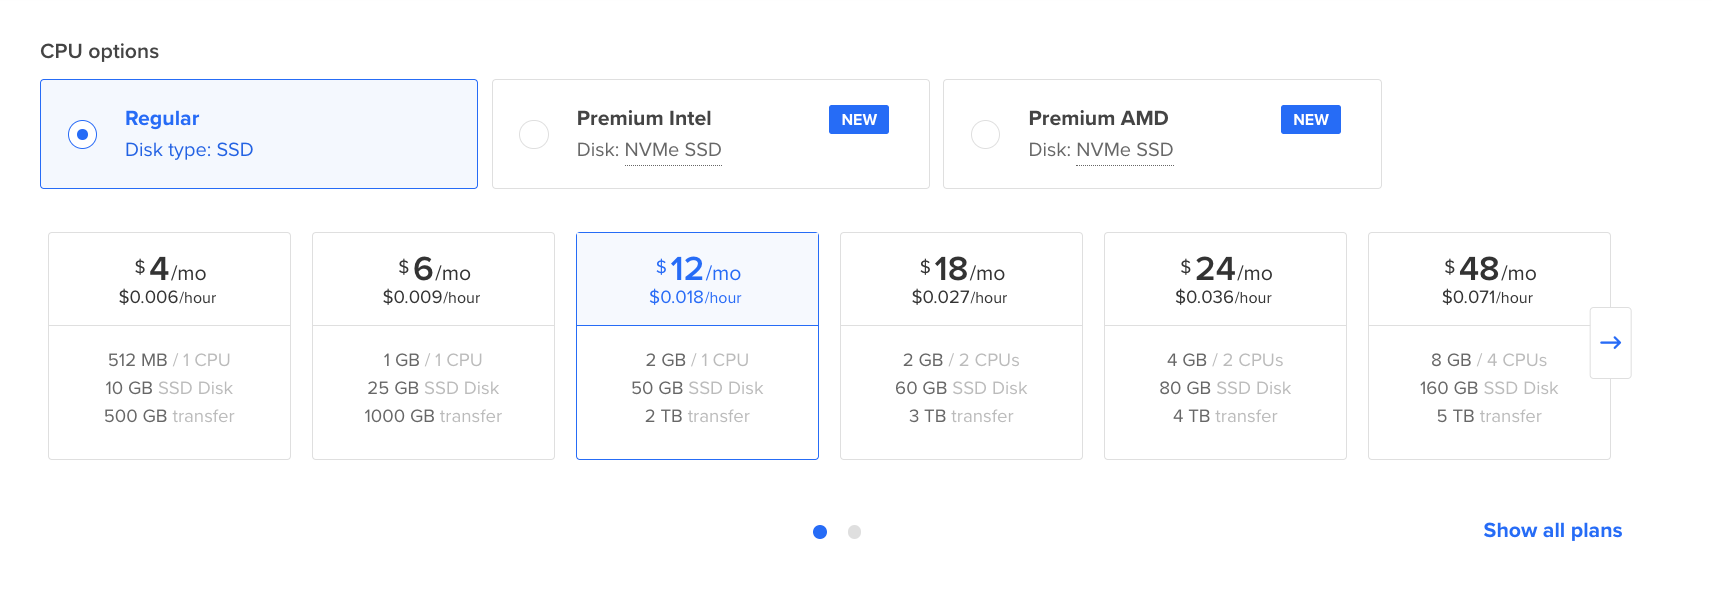 CPU options
Regular
Disk type: SSD
Premium Intel
NEW
Disk: NVMe SSD
Premium AMD
NEW
Disk: NVMe SSD
$4/mo
$0.006/hour
512 MB / 1 CPU
10 GB SSD Disk
500 GB transfer
$6/mo
$0.009/hour
1 GB / 1 CPU
25 GB SSD Disk
1000 GB transfer
$12/mo
$0.018/hour
2 GB / 1 CPU
50 GB SSD Disk
2 TB transfer
$18/mo
$0.027/hour
2 GB / 2 CPUs
60 GB SSD Disk
3 TB transfer
$24/mo
$0.036/hour
4 GB / 2 CPUs
80 GB SSD Disk
4 TB transfer
$48/mo
$0.071/hour
8 GB / 4 CPUs
160 GB SSD Disk
5 TB transfer
Show all plans